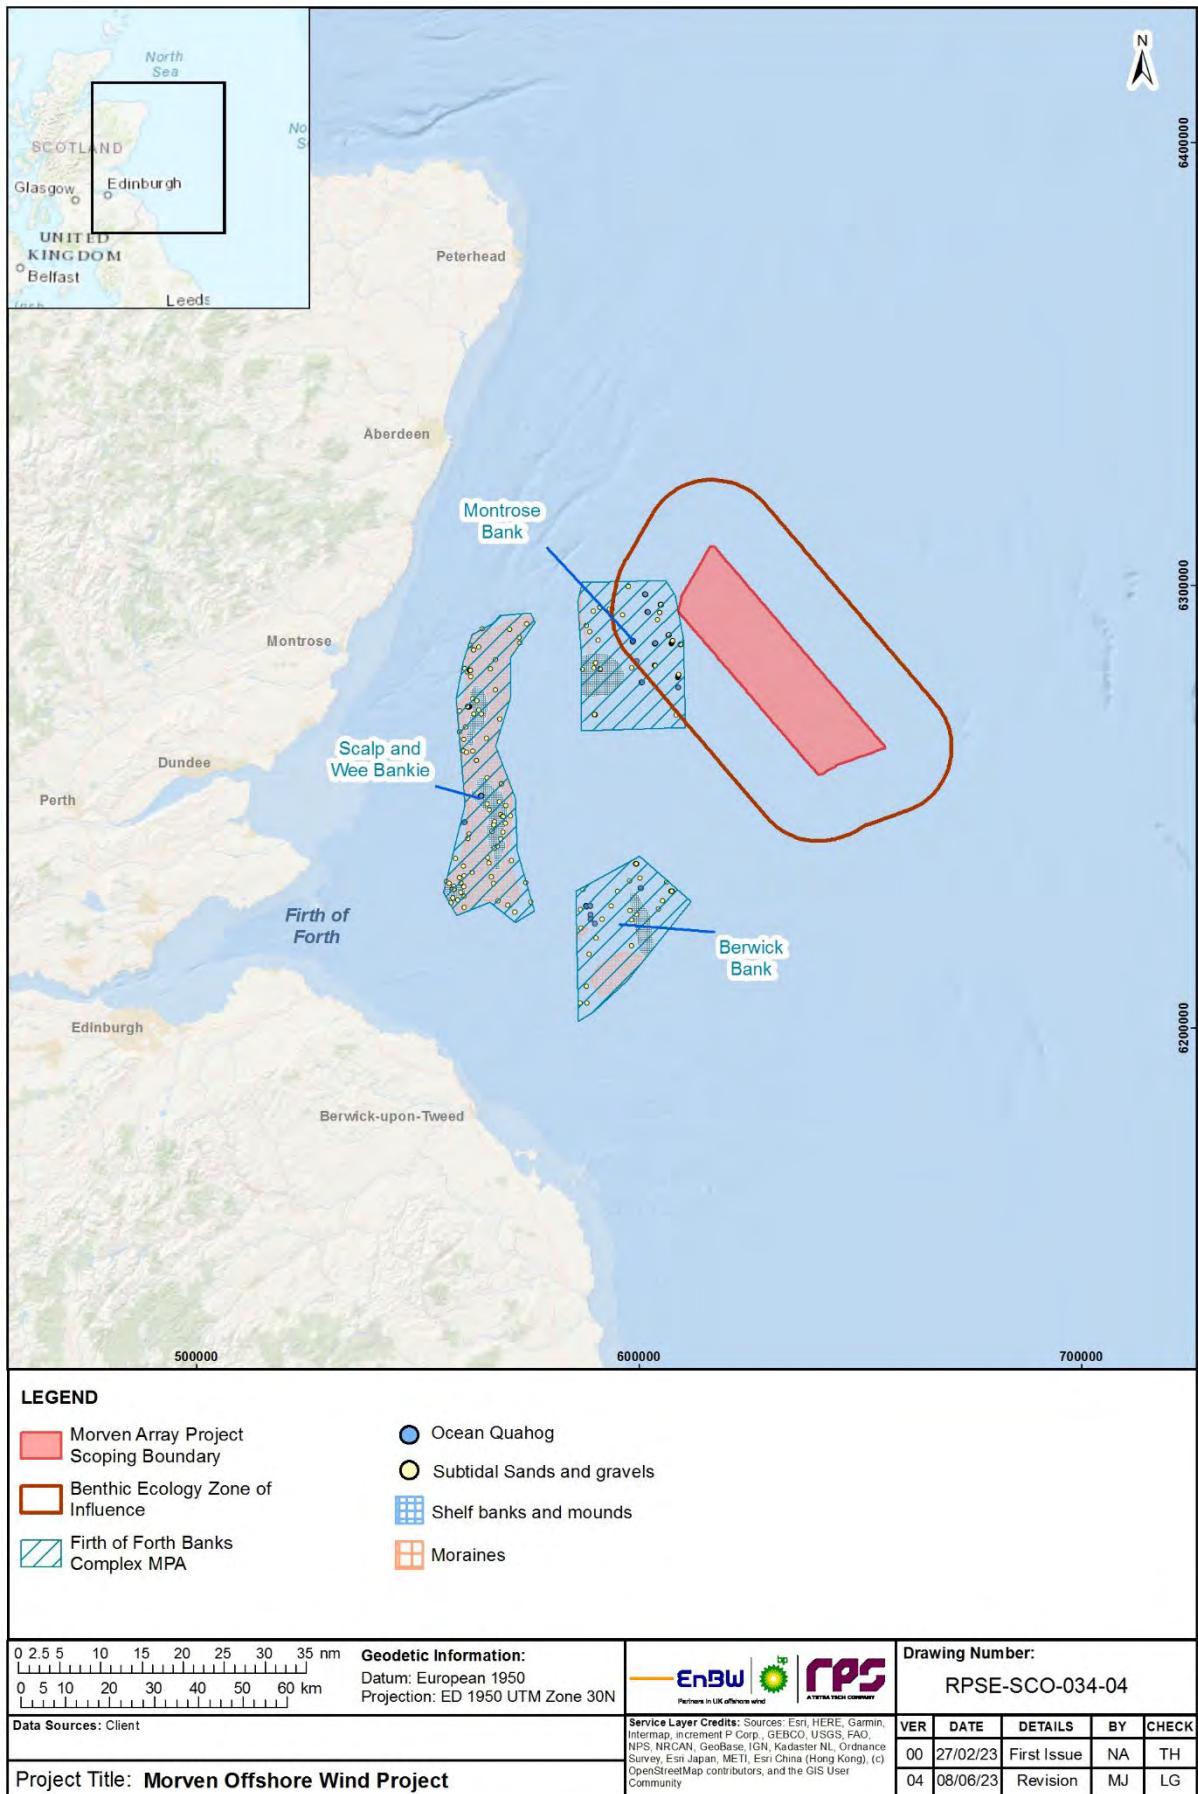 North
Sea
SCOTLAND
Glasgow
Edinburgh
UNITED
KINGDOM
Belfast
Leeds
N
6400000
Peterhead
Aberdeen
Montrose
Bank
6300000
Montrose
Scalp and
Wee Bankie
Dundee
Perth
Firth of
Forth
Berwick
Bank
Edinburgh
6200000
Berwick-upon-Tweed
500000
600000
700000
LEGEND
Morven Array Project
Scoping Boundary
Benthic Ecology Zone of
Influence
Firth of Forth Banks
Complex MPA
Ocean Quahog
Subtidal Sands and gravels
Shelf banks and mounds
Moraines
0 2.5 5 10 15 20 25 30 35 nm
0 5 10 20 30 40 50 60 km
Geodetic Information:
Datum: European 1950
Projection: ED 1950 UTM Zone 30N
EnBW bp RPS
Partners in UK offshore wind
A TETRA TECH COMPANY
Drawing Number:
RPSE-SCO-034-04
Data Sources: Client
Service Layer Credits: Sources: Esri, HERE, Garmin,
Intermap, increment P Corp., GEBCO, USGS, FAO,
NPS, NRCAN, GeoBase, IGN, Kadaster NL, Ordnance
Survey, Esri Japan, METI, Esri China (Hong Kong), (c)
OpenStreetMap contributors, and the GIS User
Community
VER DATE DETAILS BY CHECK
00 27/02/23 First Issue NA TH
04 08/06/23 Revision MJ LG
Project Title: Morven Offshore Wind Project